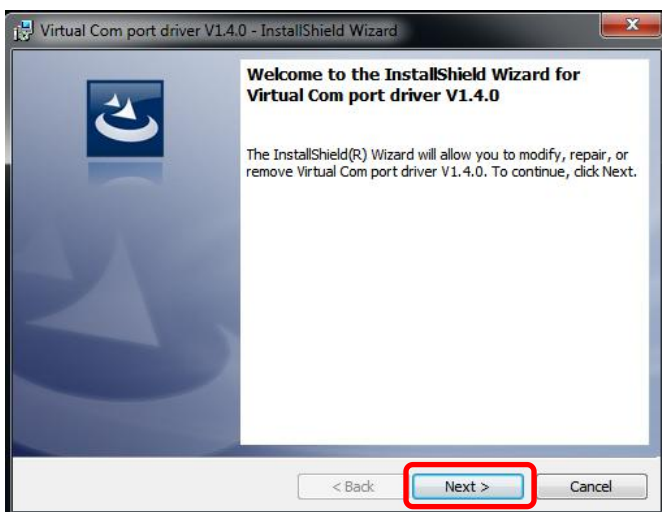 Virtual Com port driver V1.4.0 - InstallShield Wizard
Welcome to the InstallShield Wizard for
Virtual Com port driver V1.4.0
The InstallShield(R) Wizard will allow you to modify, repair, or
remove Virtual Com port driver V1.4.0. To continue, click Next.
< Back Next > Cancel